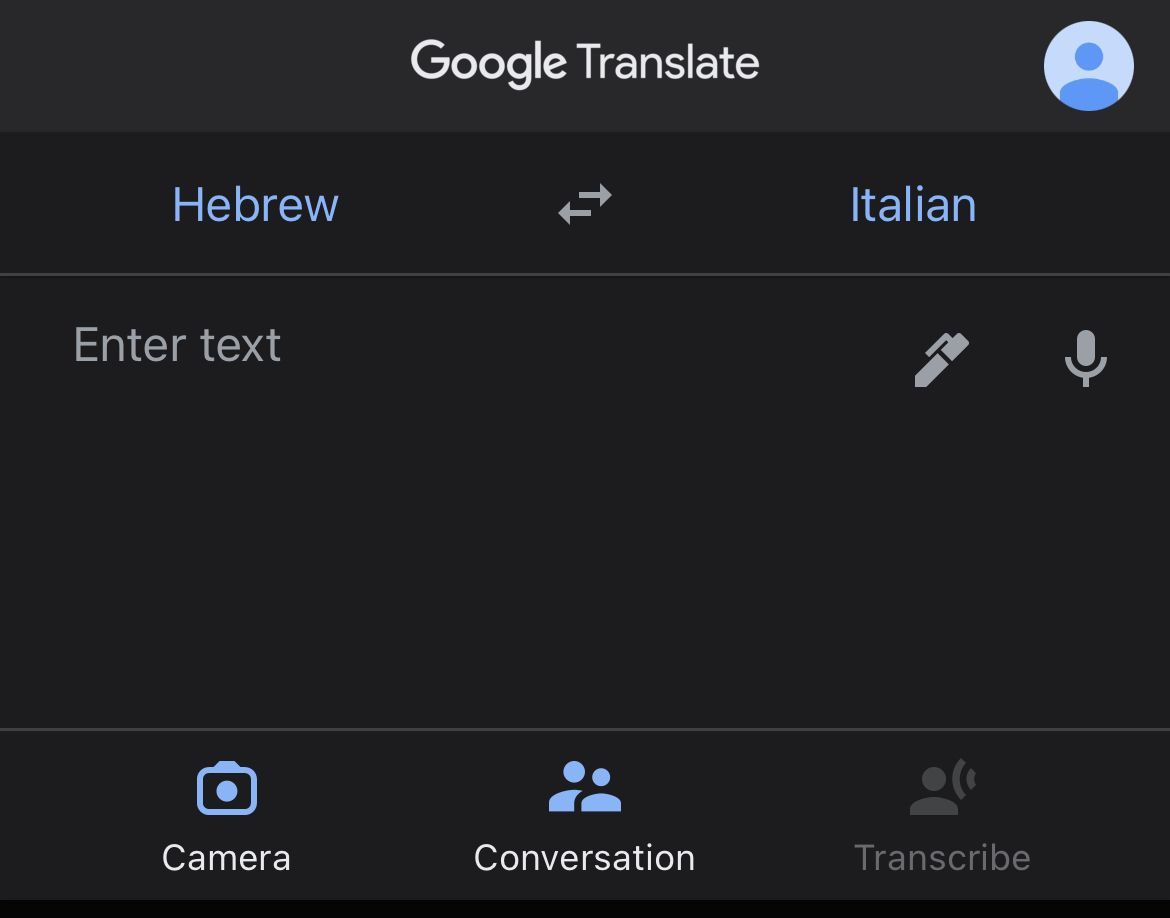 Google Translate
Hebrew Italian
Enter text
Camera Conversation Transcribe